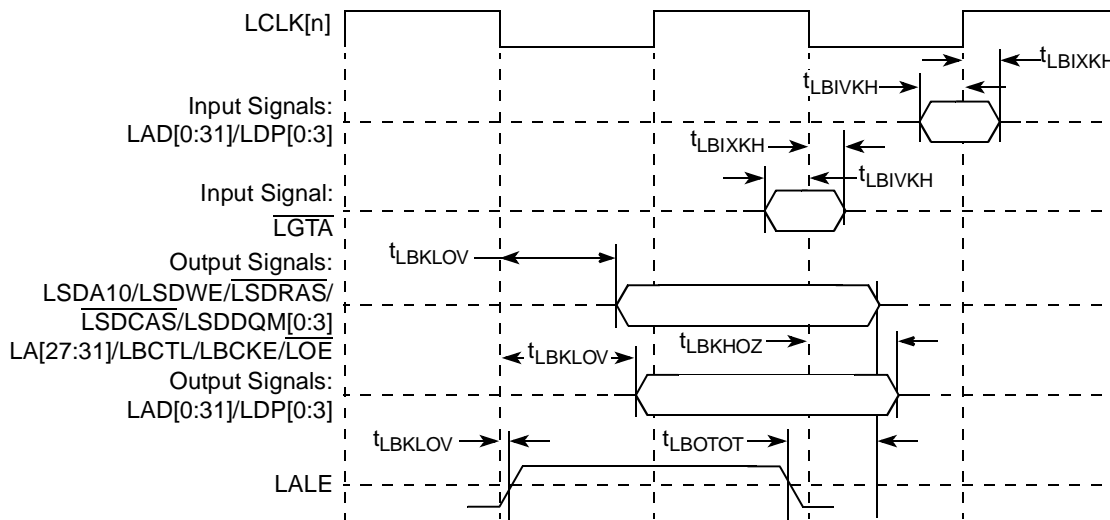 LCLK[n]
tLBIXKH
tLBIVKH
Input Signals:
LAD[0:31]/LDP[0:3]
tLBIXKH
tLBIVKH
Input Signal:
LGTA
tLBKLOV
Output Signals:
LSDA10/LSDWE/LSDRAS/
LSDCAS/LSDDQM[0:3]
LA[27:31]/LBCTL/LBCKE/LOE
tLBKHOZ
tLBKLOV
Output Signals:
LAD[0:31]/LDP[0:3]
tLBKLOV
tLBOTOT
LALE